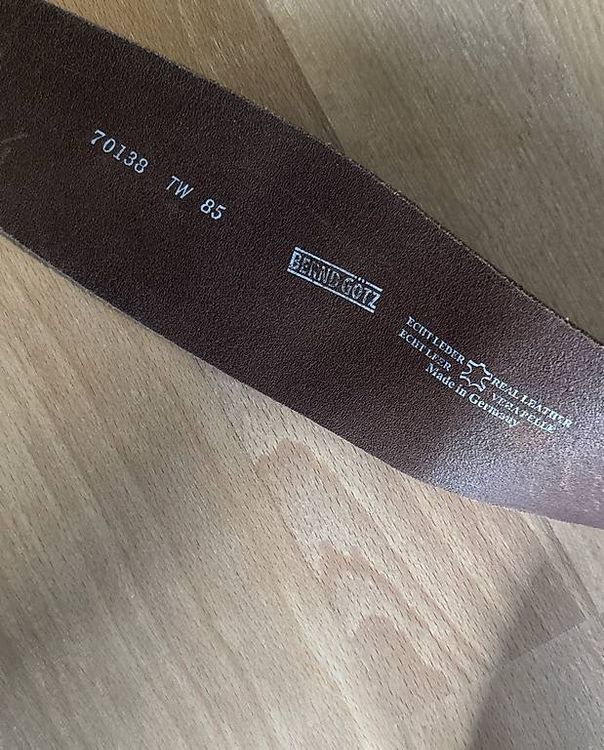 70138 TW 85
BERND GÖTZ
ECHT LEDER REAL LEATHER
ECHT LEER VERA PELLE
Made in Germany